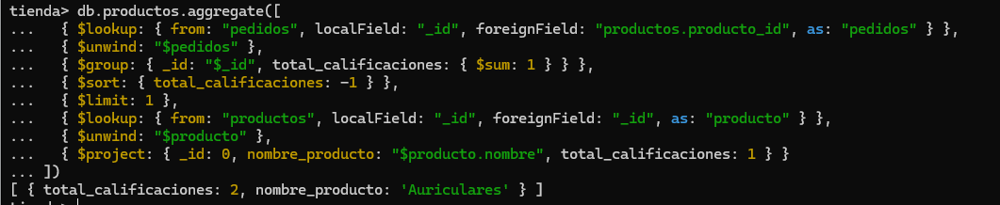 tienda> db.productos.aggregate([
...   { $lookup: { from: "pedidos", localField: "_id", foreignField: "productos.producto_id", as: "pedidos" } },
...   { $unwind: "$pedidos" },
...   { $group: { _id: "$_id", total_calificaciones: { $sum: 1 } } },
...   { $sort: { total_calificaciones: -1 } },
...   { $limit: 1 },
...   { $lookup: { from: "productos", localField: "_id", foreignField: "_id", as: "producto" } },
...   { $unwind: "$producto" },
...   { $project: { _id: 0, nombre_producto: "$producto.nombre", total_calificaciones: 1 } }
... ])
[ { total_calificaciones: 2, nombre_producto: 'Auriculares' } ]
tienda>